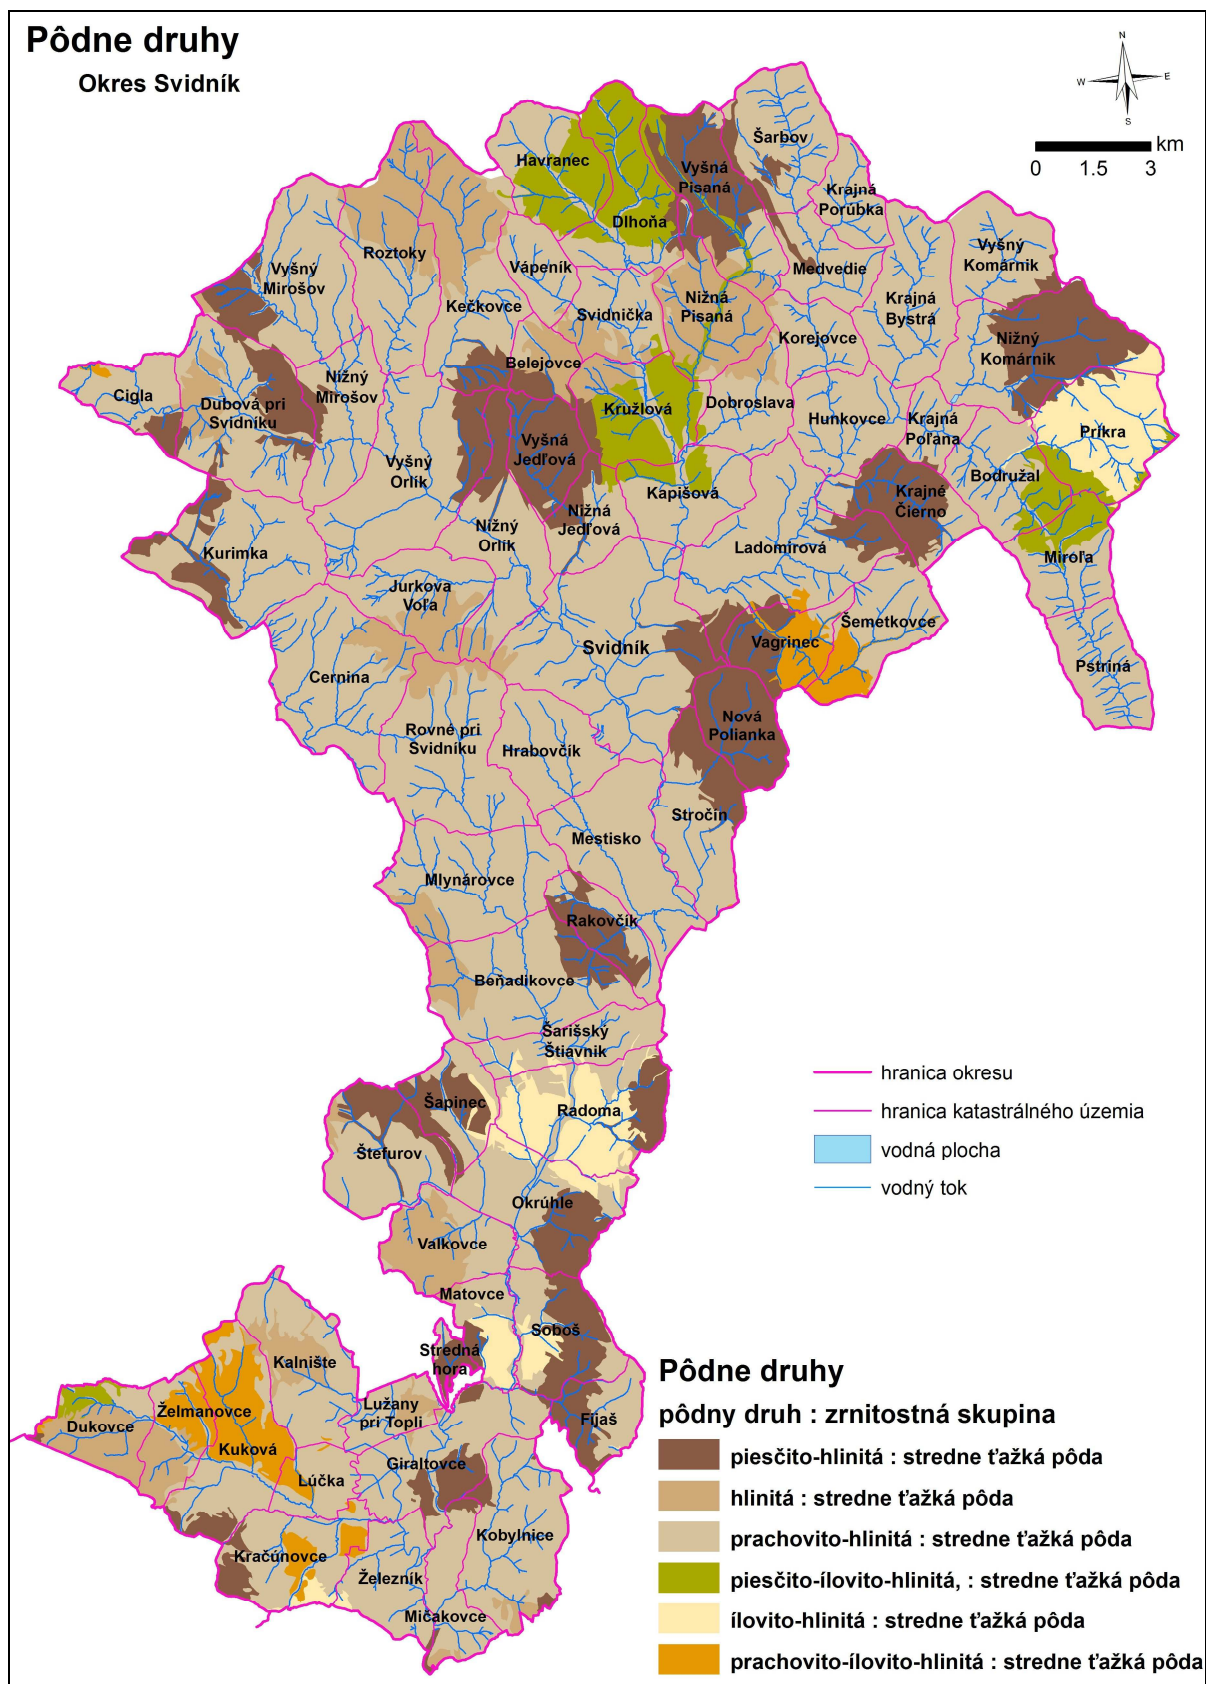 Pôdne druhy
Okres Svidník
N
W
E
S
km
0 1.5 3
Šarbov
Havranec
Vyšná
Pisaná
Krajná
Porúbka
Dlhoňa
Roztoky
Vyšný
Komárnik
Vyšný
Mirošov
Vápeník
Medvedie
Kečkovce
Nižná
Pisaná
Krajná
Bystrá
Svidnička
Korejovce
Nižný
Komárnik
Belejovce
Nižný
Mirošov
Cigla
Dubová pri
Svidníku
Kružlová
Dobroslava
Hunkovce
Krajná
Poľana
Príkra
Vyšná
Jedľová
Vyšný
Orlík
Bodružal
Kapišová
Krajné
Čierno
Nižný
Orlík
Nižná
Jedľová
Kurimka
Ladomirová
Miroľa
Jurkova
Voľa
Šemetkovce
Vagrinec
Svidník
Pstriná
Cernina
Nová
Polianka
Rovné pri
Svidníku
Hrabovčík
Stročín
Mestisko
Mlynárovce
Rakovčík
Beňadikovce
Šarišský
Štiavnik
hranica okresu
Šapinec
Radoma
hranica katastrálného územia
Štefurov
vodná plocha
vodný tok
Okrúhle
Valkovce
Matovce
Soboš
Stredná
hora
Kalnište
Lužany
pri Topli
Želmanovce
Dukovce
Fijaš
Kuková
Giraltovce
Lúčka
Kobylnice
Kračúnovce
Železník
Mičakovce
Pôdne druhy
pôdny druh : zrnitostná skupina
piesčito-hlinitá : stredne ťažká pôda
hlinitá : stredne ťažká pôda
prachovito-hlinitá : stredne ťažká pôda
piesčito-ílovito-hlinitá, : stredne ťažká pôda
ílovito-hlinitá : stredne ťažká pôda
prachovito-ílovito-hlinitá : stredne ťažká pôda